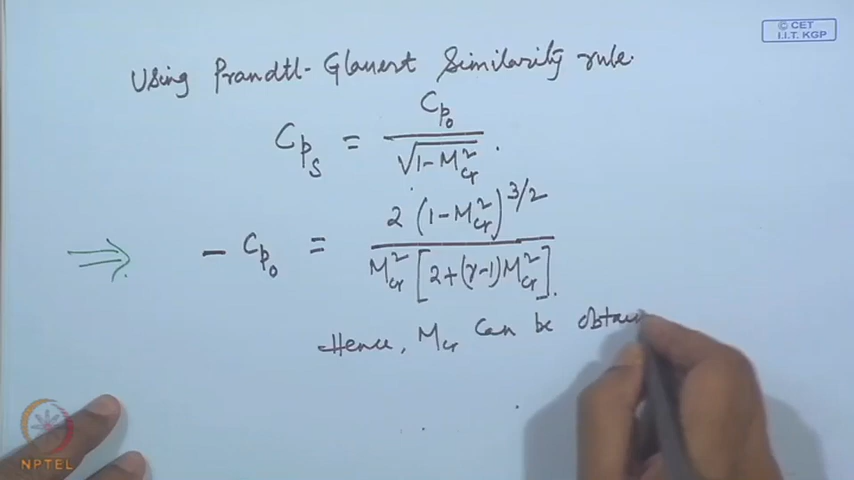 © CET
I.I.T. KGP
Using Prandtl-Glauert Similarity rule.
C_{p_s} = C_{p_0} / √(1-M_{cr}^2) .
⇒ - C_{p_0} = 2 (1-M_{cr}^2)^{3/2} / M_{cr}^2 [2+(γ-1)M_{cr}^2] .
Hence, M_{cr} can be obtain
NPTEL